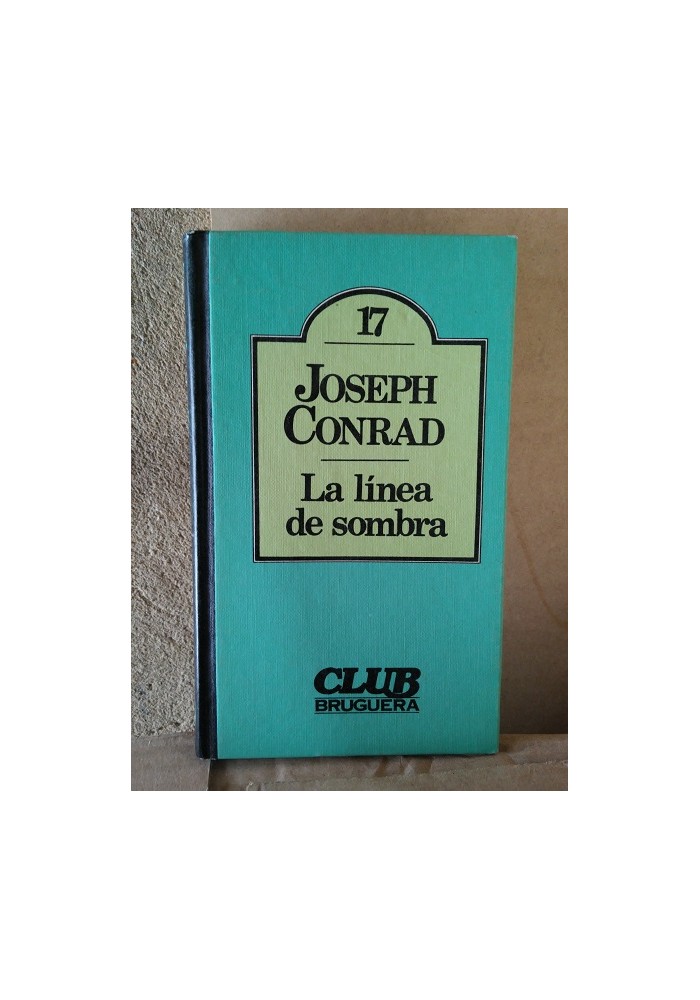 17
JOSEPH
CONRAD
La línea
de sombra
CLUB
BRUGUERA